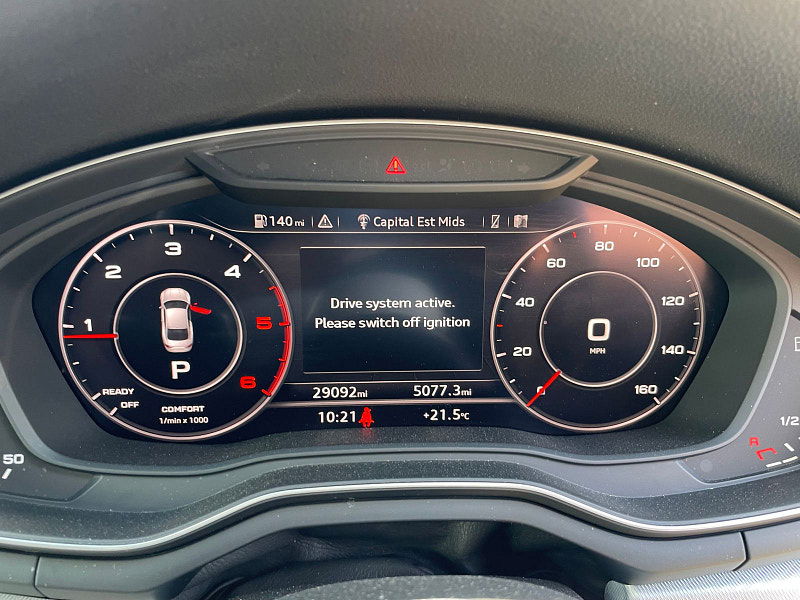 140 mi
Capital Est Mids
1
2
3
4
5
6
READY
OFF
P
COMFORT
1/min x 1000
Drive system active.
Please switch off ignition
29092mi
5077.3mi
10:21
+21.5°C
20
40
60
80
100
120
140
160
0
MPH
50
R
1/2